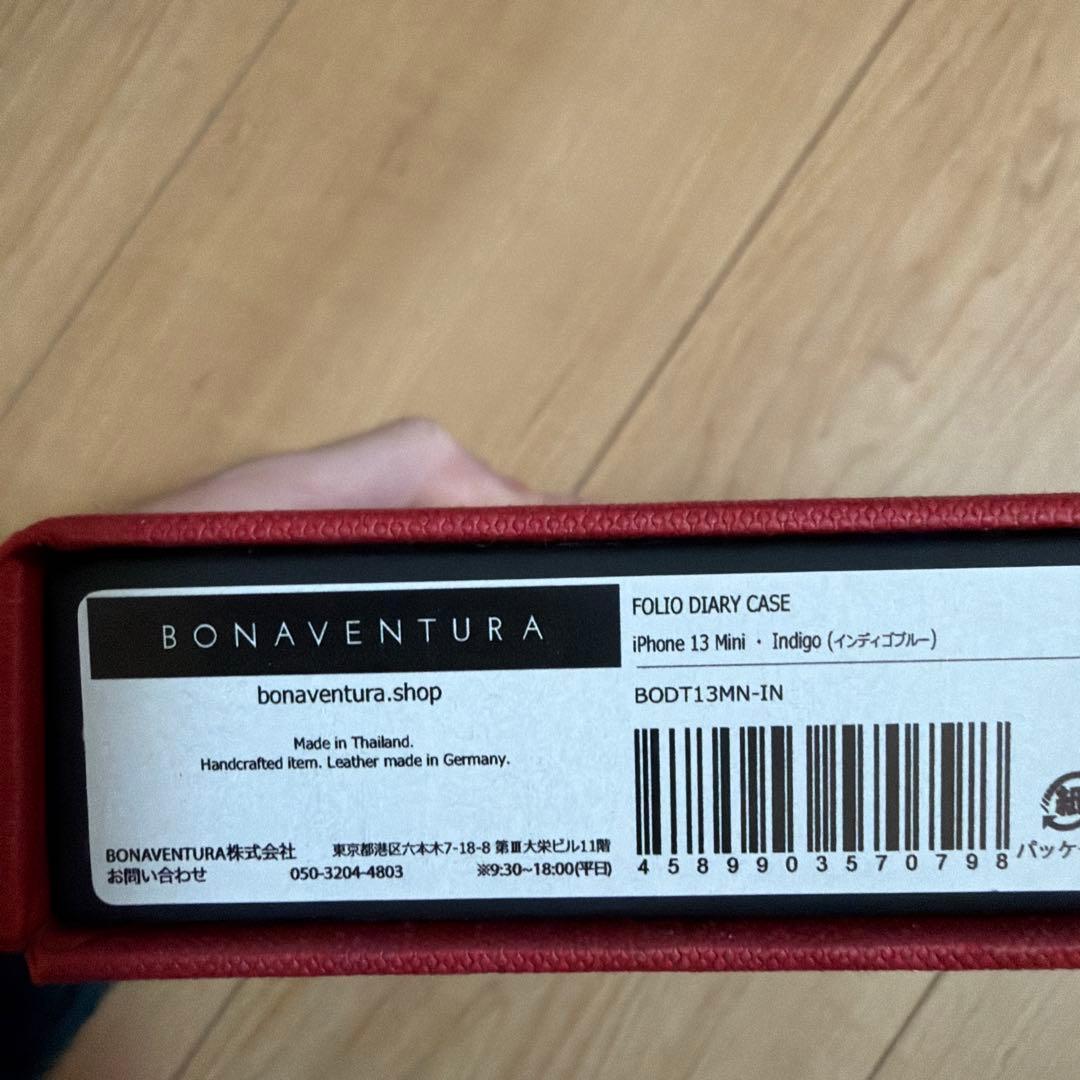 BONAVENTURA
bonaventura.shop
Made in Thailand.
Handcrafted item. Leather made in Germany.
BONAVENTURA株式会社 東京都港区六本木7-18-8 第Ⅲ大栄ビル11階
お問い合わせ 050-3204-4803 ※9:30~18:00(平日)
FOLIO DIARY CASE
iPhone 13 Mini ・ Indigo (インディゴブルー)
BODT13MN-IN
4589903570798
紙
パッケ